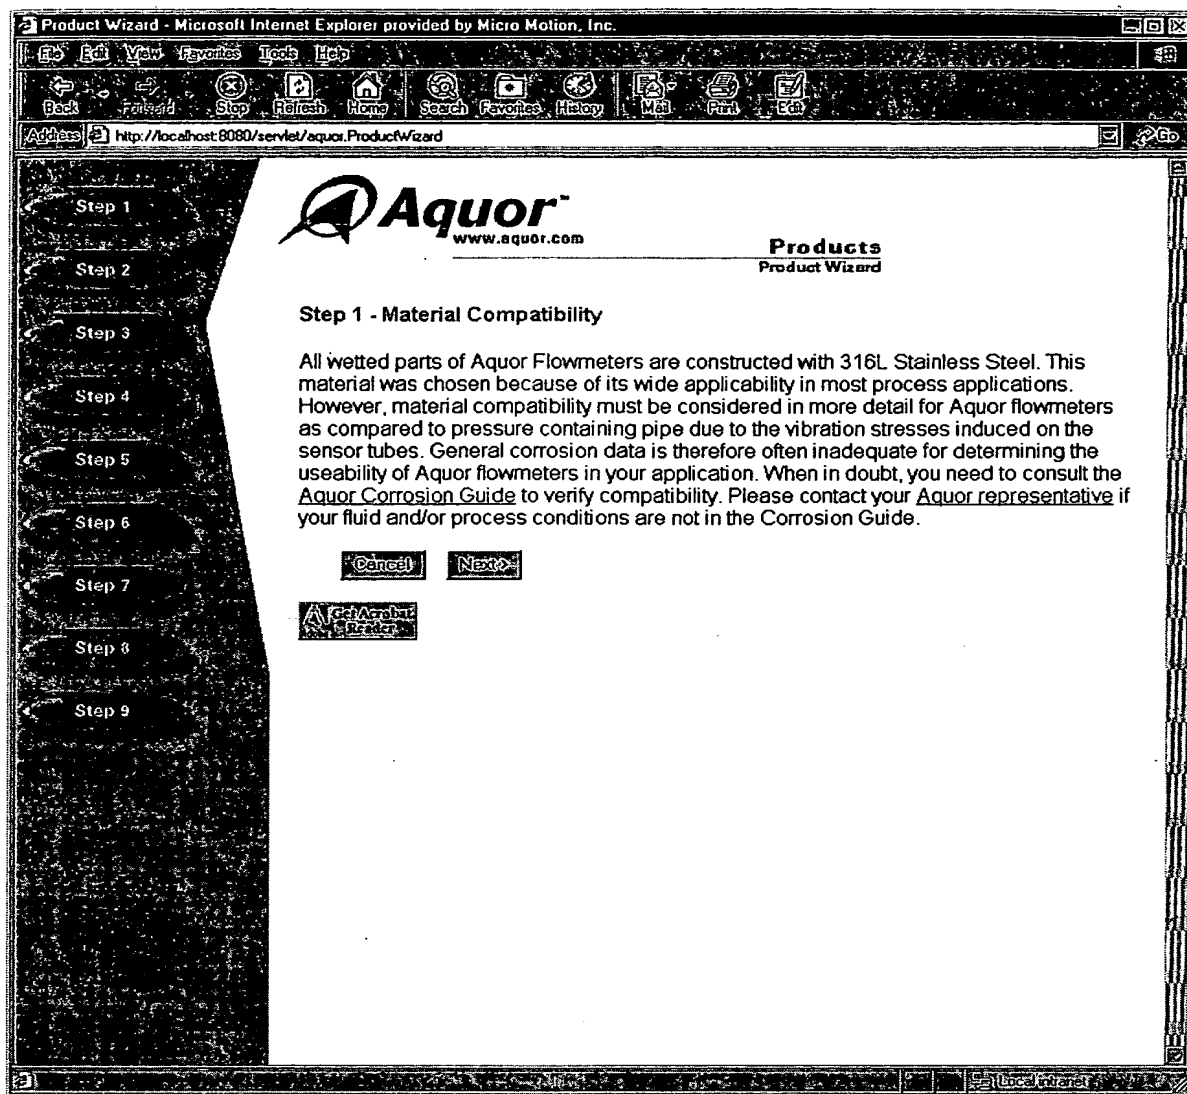 Product Wizard - Microsoft Internet Explorer provided by Micro Motion, Inc.
File Edit View Favorites Tools Help
Back Forward Stop Refresh Home Search Favorites History Mail Print Edit
Address http://localhost:8080/servlet/aquor.ProductWizard Go
Step 1
Step 2
Step 3
Step 4
Step 5
Step 6
Step 7
Step 8
Step 9
Aquor™
www.aquor.com
Products
Product Wizard
Step 1 - Material Compatibility
All wetted parts of Aquor Flowmeters are constructed with 316L Stainless Steel. This
material was chosen because of its wide applicability in most process applications.
However, material compatibility must be considered in more detail for Aquor flowmeters
as compared to pressure containing pipe due to the vibration stresses induced on the
sensor tubes. General corrosion data is therefore often inadequate for determining the
useability of Aquor flowmeters in your application. When in doubt, you need to consult the
Aquor Corrosion Guide to verify compatibility. Please contact your Aquor representative if
your fluid and/or process conditions are not in the Corrosion Guide.
Cancel Next >
Get Acrobat
Reader
Local intranet